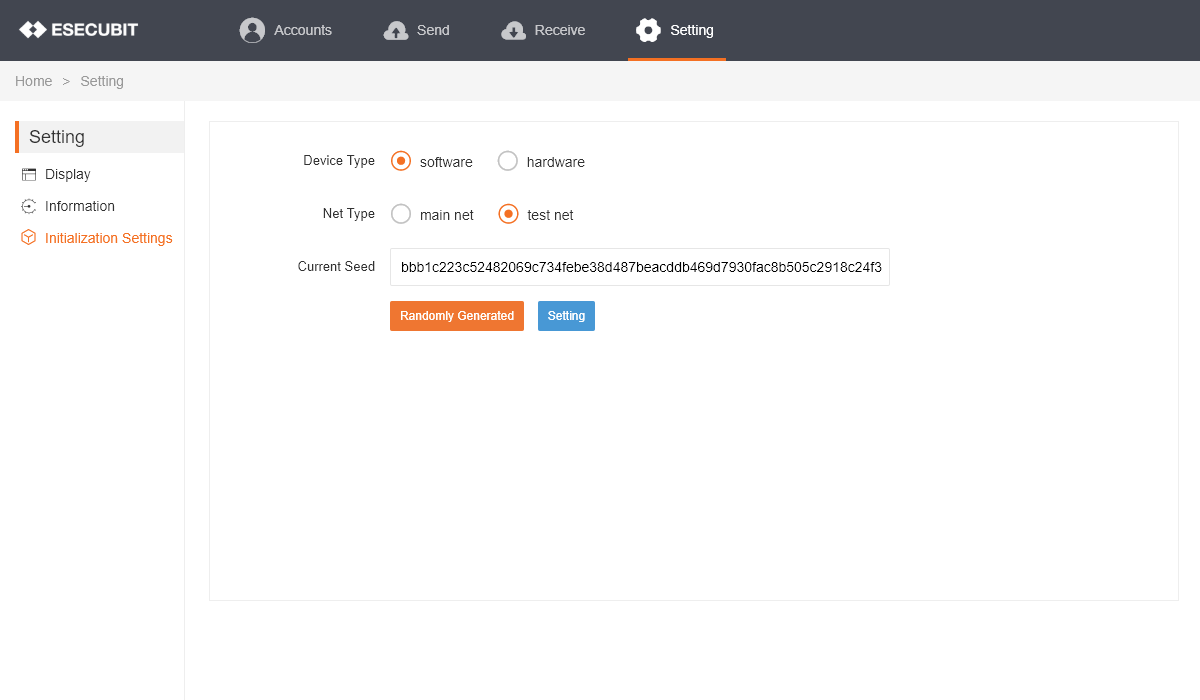 ESECUBIT Accounts Send Receive Setting
Home > Setting
Setting
Display
Information
Initialization Settings
Device Type software hardware
Net Type main net test net
Current Seed bbb1c223c52482069c734febe38d487beacddb469d7930fac8b505c2918c24f3
Randomly Generated Setting